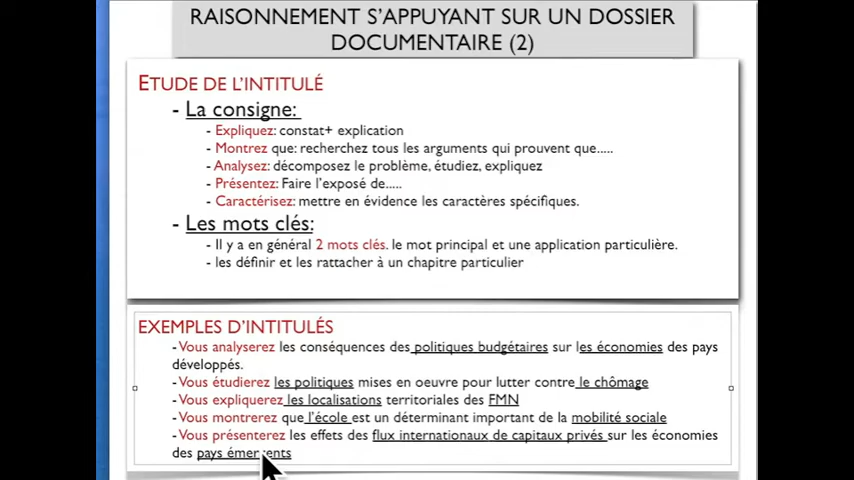 RAISONNEMENT S'APPUYANT SUR UN DOSSIER
DOCUMENTAIRE (2)
ETUDE DE L'INTITULÉ
- La consigne:
- Expliquez: constat+ explication
- Montrez que: recherchez tous les arguments qui prouvent que.....
- Analysez: décomposez le problème, étudiez, expliquez
- Présentez: Faire l'exposé de.....
- Caractérisez: mettre en évidence les caractères spécifiques.
- Les mots clés:
- Il y a en général 2 mots clés. le mot principal et une application particulière.
- les définir et les rattacher à un chapitre particulier
EXEMPLES D'INTITULÉS
- Vous analyserez les conséquences des politiques budgétaires sur les économies des pays
développés.
- Vous étudierez les politiques mises en oeuvre pour lutter contre le chômage
- Vous expliquerez les localisations territoriales des FMN
- Vous montrerez que l'école est un déterminant important de la mobilité sociale
- Vous présenterez les effets des flux internationaux de capitaux privés sur les économies
des pays émergents